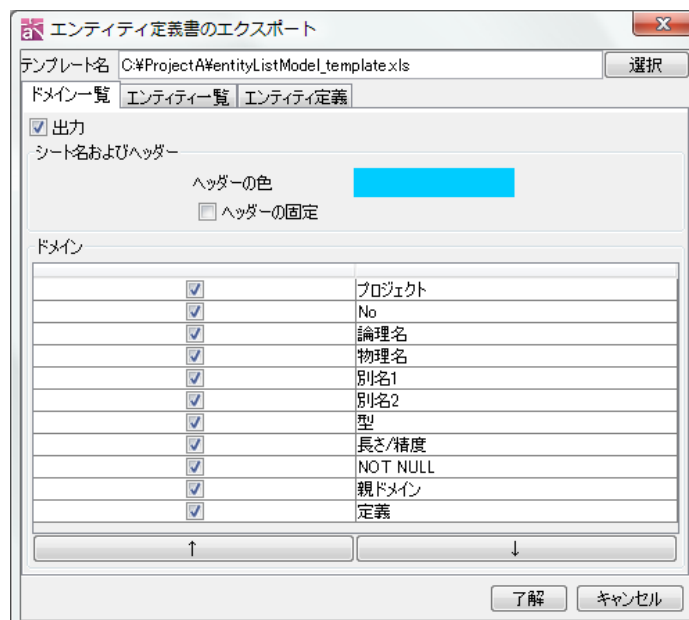 エンティティ定義書のエクスポート
テンプレート名 C:¥ProjectA¥entityListModel_template.xls 選択
ドメイン一覧 エンティティ一覧 エンティティ定義
出力
シート名およびヘッダー
ヘッダーの色
ヘッダーの固定
ドメイン
プロジェクト
No
論理名
物理名
別名1
別名2
型
長さ/精度
NOT NULL
親ドメイン
定義
↑ ↓
了解 キャンセル